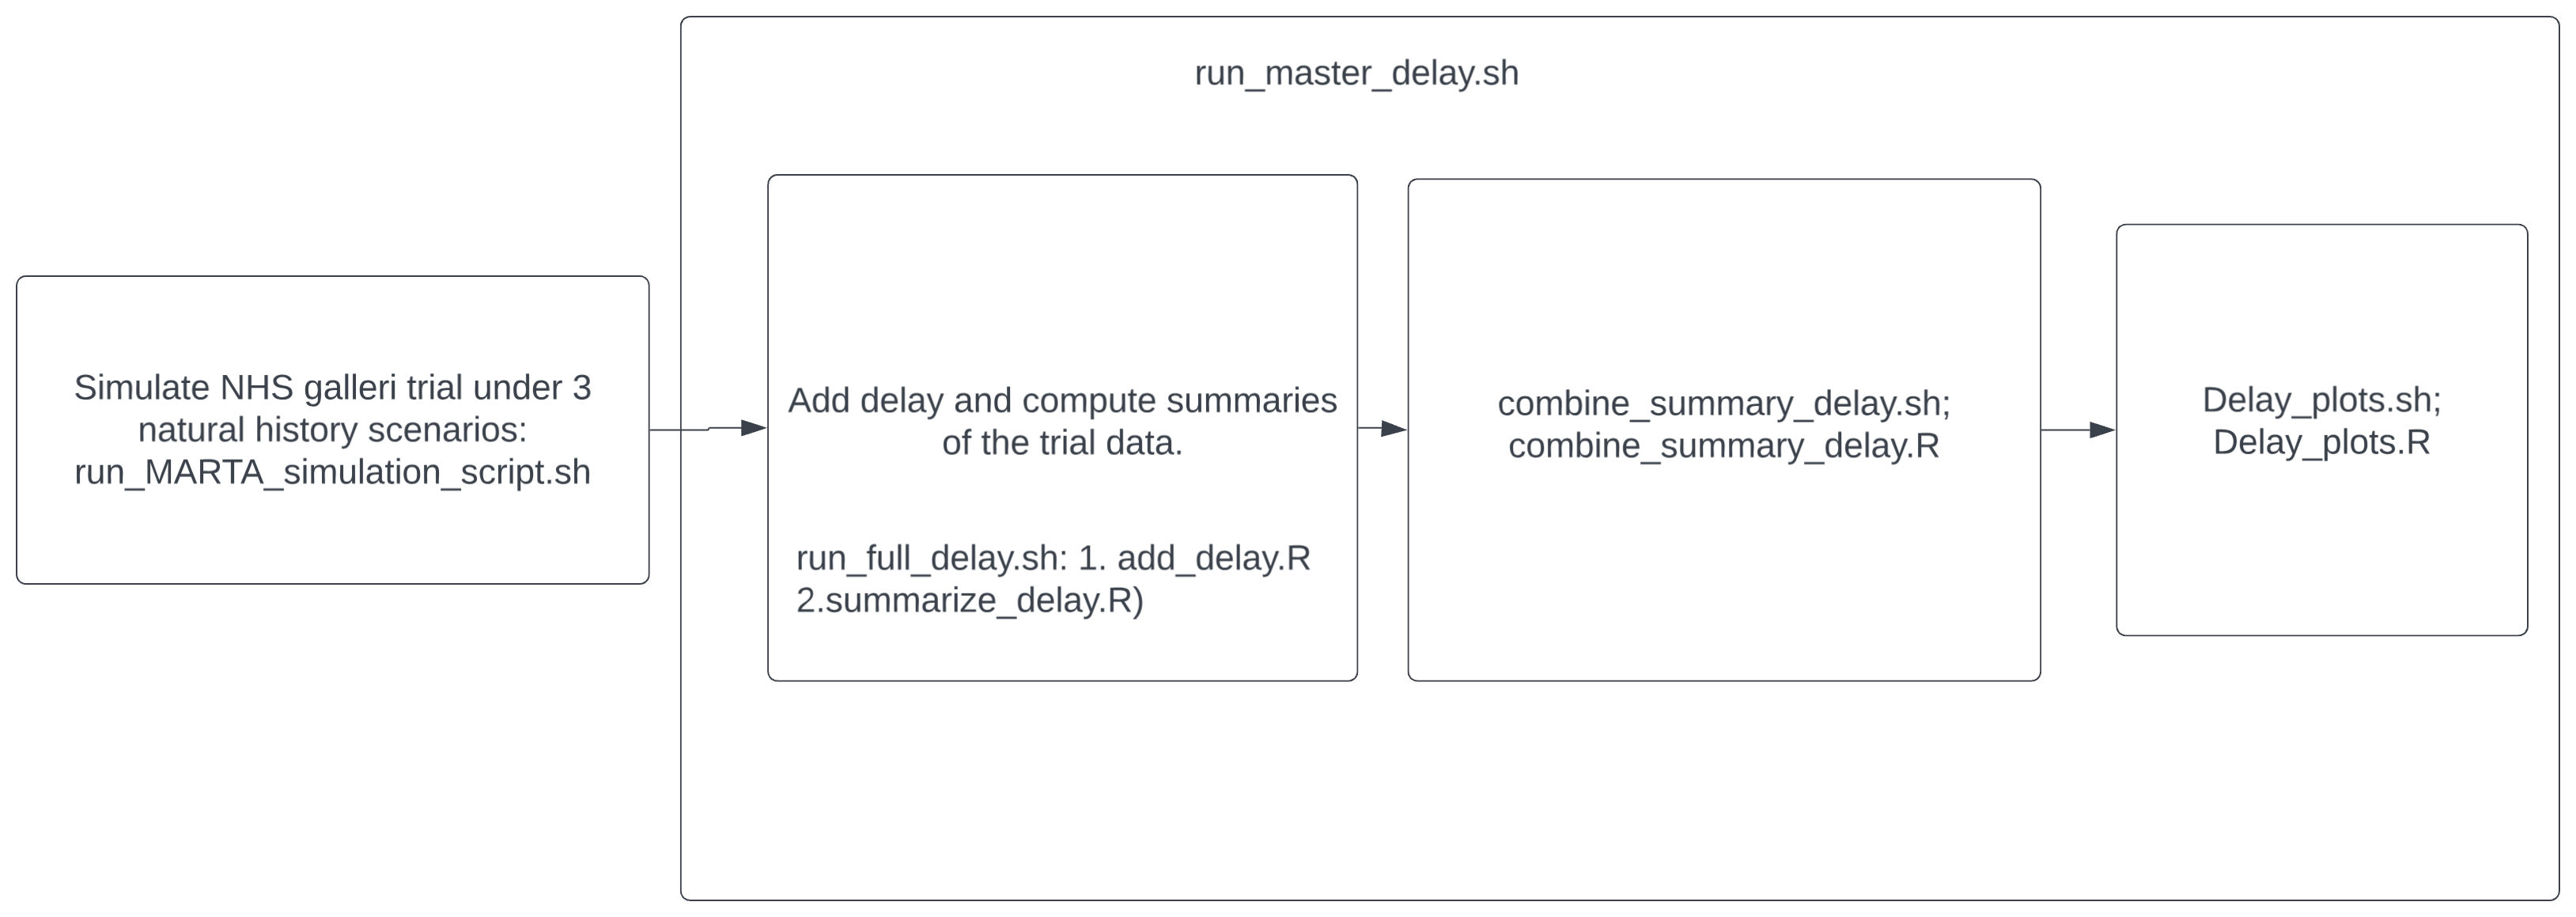 run_master_delay.sh
Simulate NHS galleri trial under 3
natural history scenarios:
run_MARTA_simulation_script.sh
Add delay and compute summaries
of the trial data.
run_full_delay.sh: 1. add_delay.R
2.summarize_delay.R)
combine_summary_delay.sh;
combine_summary_delay.R
Delay_plots.sh;
Delay_plots.R